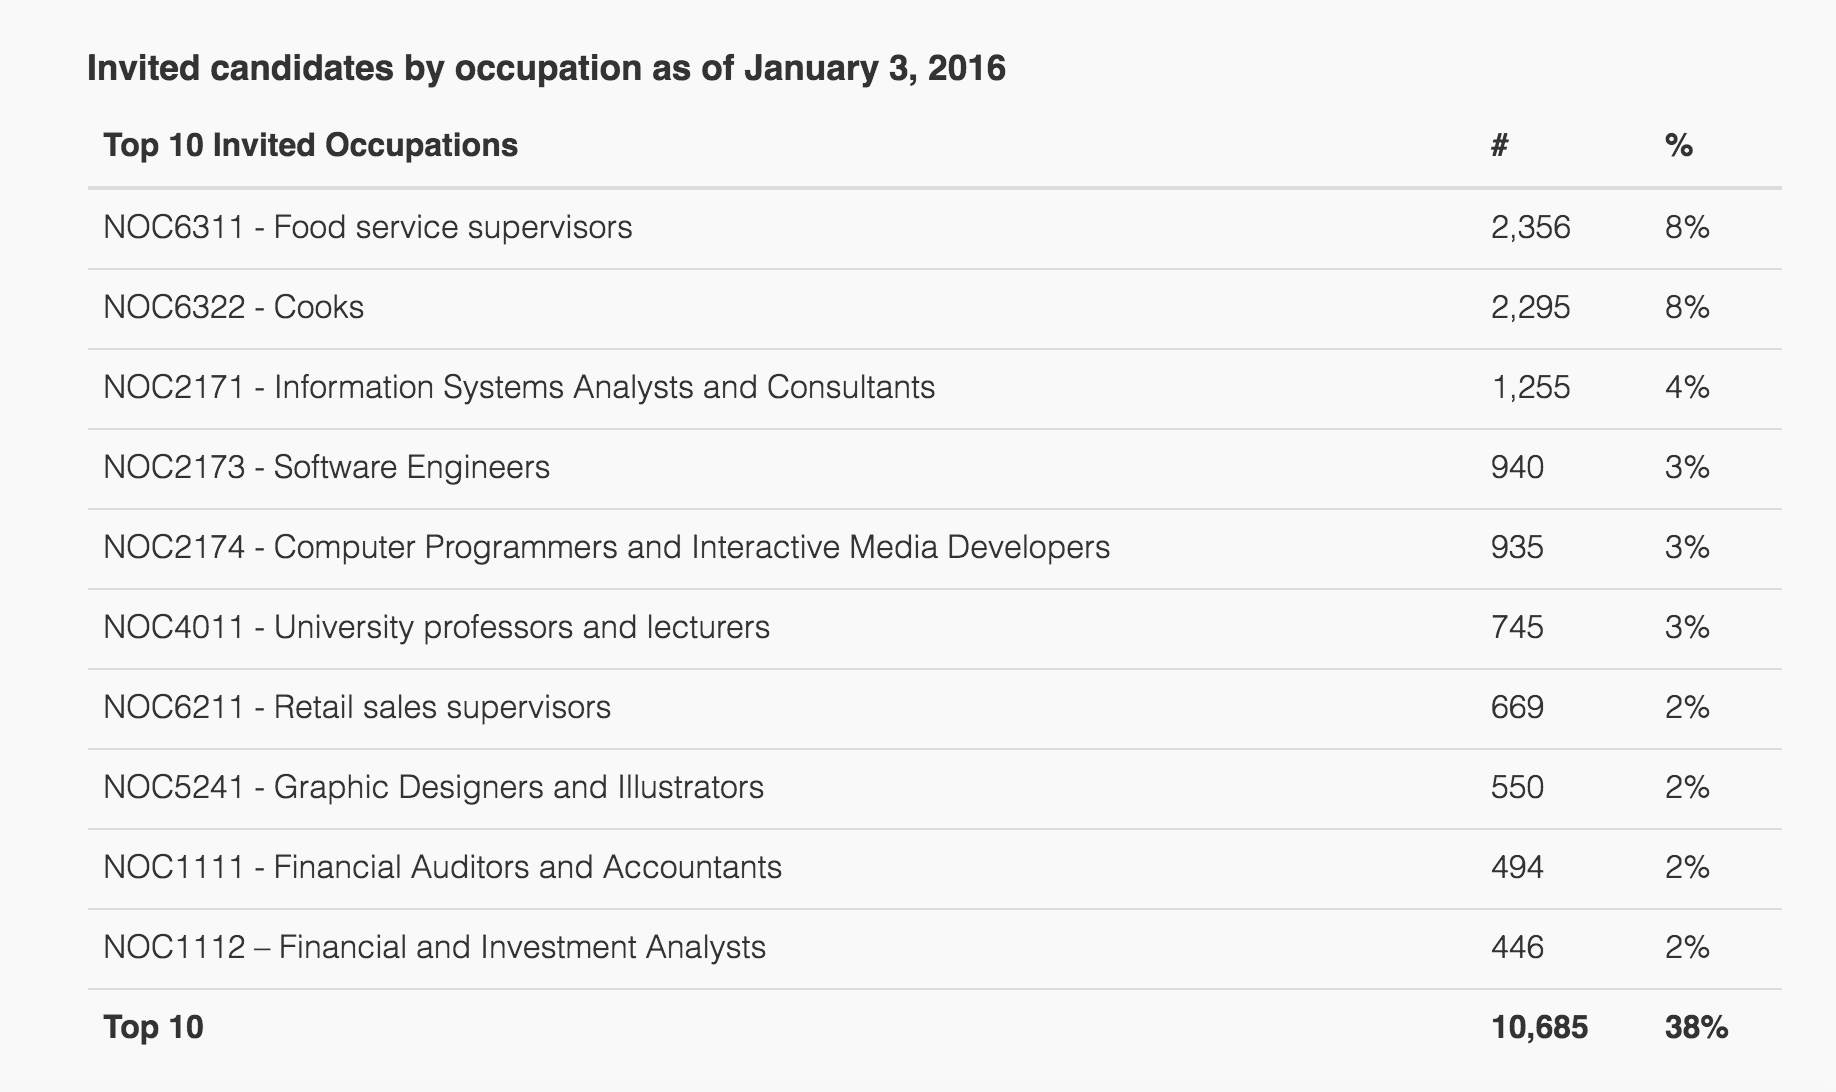 Invited candidates by occupation as of January 3, 2016
Top 10 Invited Occupations # %
NOC6311 - Food service supervisors 2,356 8%
NOC6322 - Cooks 2,295 8%
NOC2171 - Information Systems Analysts and Consultants 1,255 4%
NOC2173 - Software Engineers 940 3%
NOC2174 - Computer Programmers and Interactive Media Developers 935 3%
NOC4011 - University professors and lecturers 745 3%
NOC6211 - Retail sales supervisors 669 2%
NOC5241 - Graphic Designers and Illustrators 550 2%
NOC1111 - Financial Auditors and Accountants 494 2%
NOC1112 – Financial and Investment Analysts 446 2%
Top 10 10,685 38%